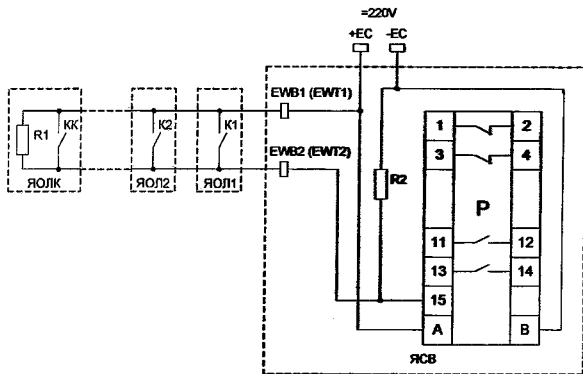 =220V
+EC -EC
EWB1 (EWT1)
R1 KK K2 K1
EWB2 (EWT2)
ЯОЛК ЯОЛ2 ЯОЛ1
R2
1 2
3 4
P
11 12
13 14
15
A B
ЯСВ